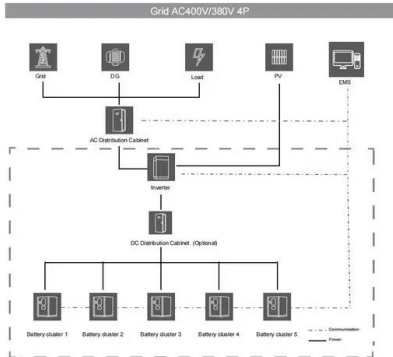 Grid AC400V/380V 4P
Grid
DG
Load
PV
EMS
AC Distribution Cabinet
Inverter
DC Distribution Cabinet (Optional)
Battery cluster 1
Battery cluster 2
Battery cluster 3
Battery cluster 4
Battery cluster 5
Communication
Power